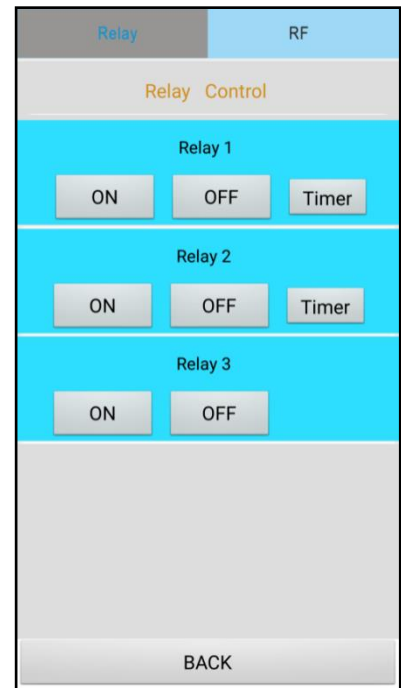 Relay RF
Relay Control
Relay 1
ON OFF Timer
Relay 2
ON OFF Timer
Relay 3
ON OFF
BACK